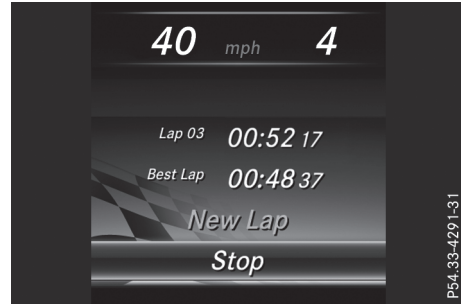 40 mph 4
Lap 03 00:52 17
Best Lap 00:48 37
New Lap
Stop
P54.33-4291-31